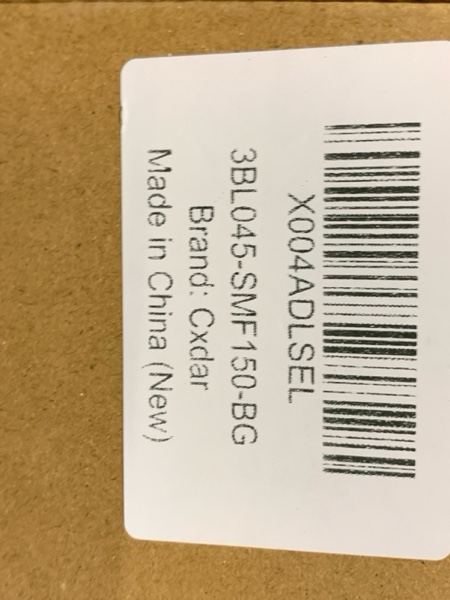 X004ADLSEL
3BL045-SMF150-BG
Brand: Cxdar
Made in China (New)